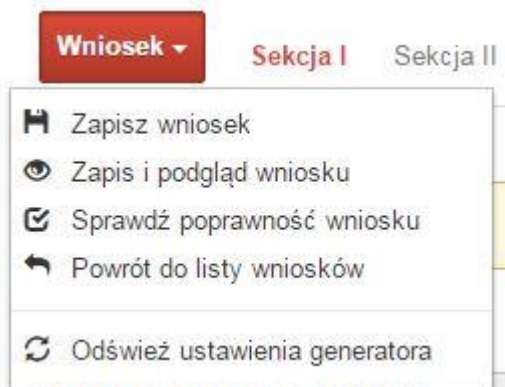 Wniosek Sekcja I Sekcja II
Zapisz wniosek
Zapis i podgląd wniosku
Sprawdź poprawność wniosku
Powrót do listy wniosków
Odśwież ustawienia generatora